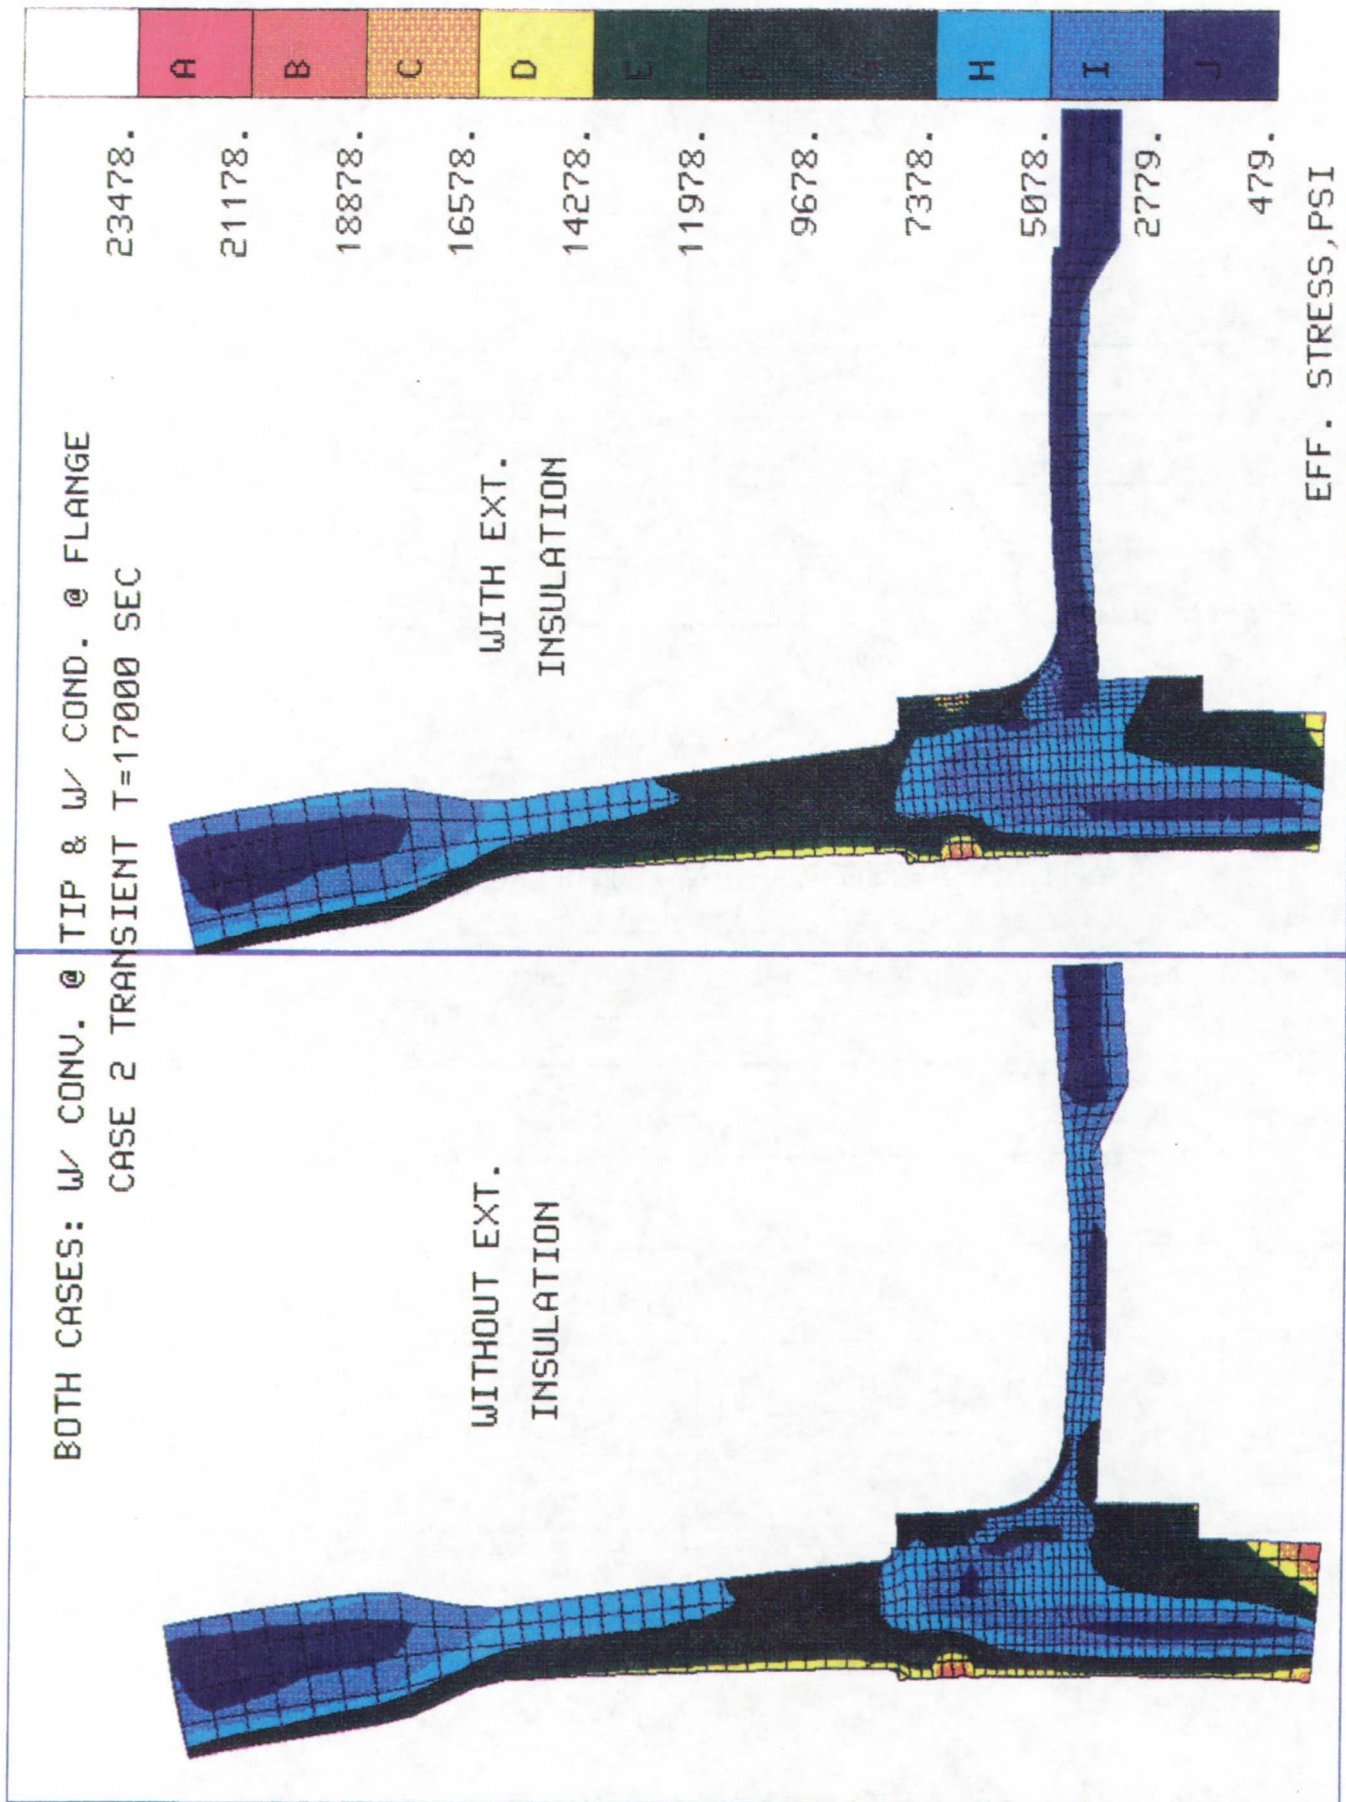 BOTH CASES: W/ CONV. @ TIP & W/ COND. @ FLANGE
CASE 2 TRANSIENT T=17000 SEC
WITHOUT EXT.
INSULATION
WITH EXT.
INSULATION
23478.
A
21178.
B
18878.
C
16578.
D
14278.
E
11978.
9678.
7378.
H
5078.
I
2779.
J
479.
EFF. STRESS,PSI